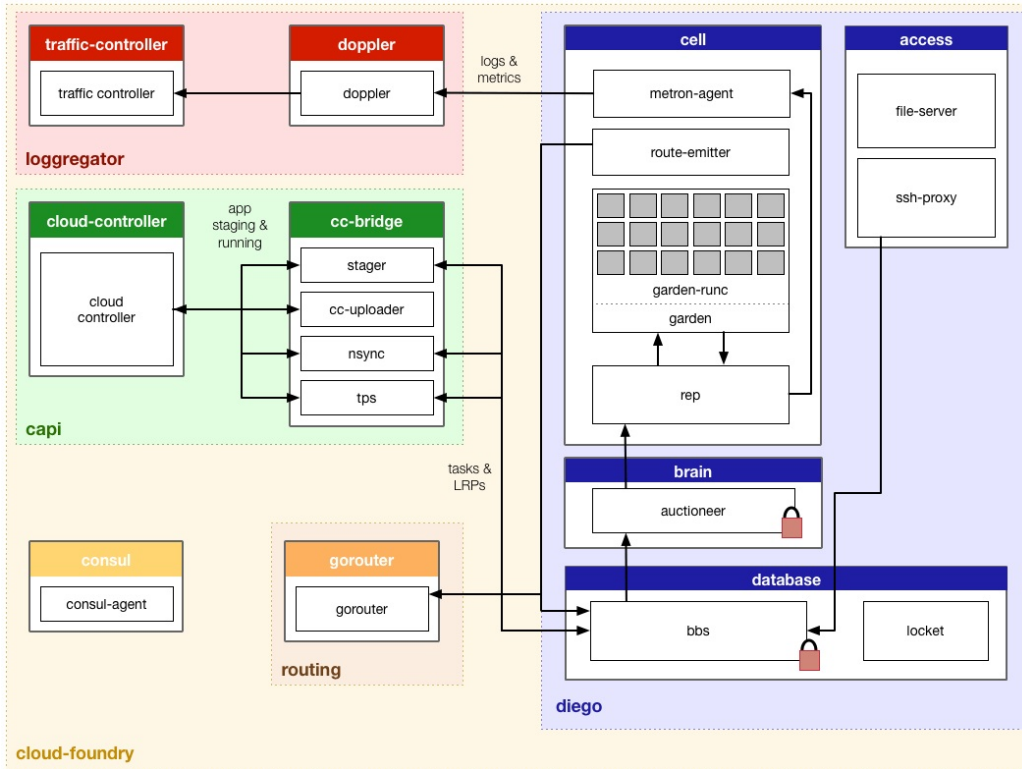 traffic-controller
traffic controller
doppler
doppler
loggregator
logs &
metrics
cloud-controller
cloud
controller
app
staging &
running
cc-bridge
stager
cc-uploader
nsync
tps
capi
tasks &
LRPs
consul
consul-agent
gorouter
gorouter
routing
cell
metron-agent
route-emitter
garden-runc
garden
rep
access
file-server
ssh-proxy
brain
auctioneer
database
bbs
locket
diego
cloud-foundry